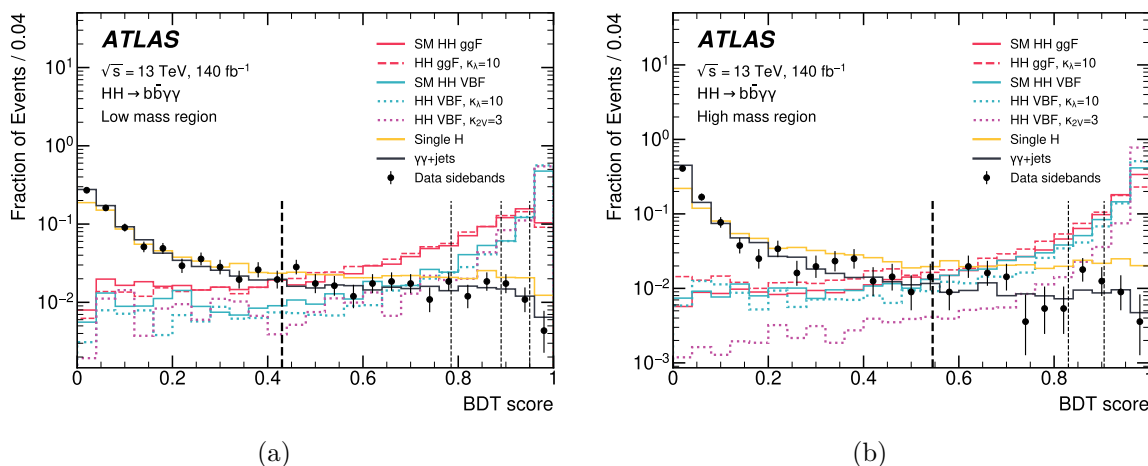 ATLAS
√s = 13 TeV, 140 fb⁻¹
HH → bb̄γγ
Low mass region
SM HH ggF
HH ggF, κλ=10
SM HH VBF
HH VBF, κλ=10
HH VBF, κ2V=3
Single H
γγ+jets
Data sidebands
Fraction of Events / 0.04
10¹
10⁰
10⁻¹
10⁻²
0 0.2 0.4 0.6 0.8 1
BDT score
(a)
ATLAS
√s = 13 TeV, 140 fb⁻¹
HH → bb̄γγ
High mass region
SM HH ggF
HH ggF, κλ=10
SM HH VBF
HH VBF, κλ=10
HH VBF, κ2V=3
Single H
γγ+jets
Data sidebands
Fraction of Events / 0.04
10¹
10⁰
10⁻¹
10⁻²
10⁻³
0 0.2 0.4 0.6 0.8 1
BDT score
(b)